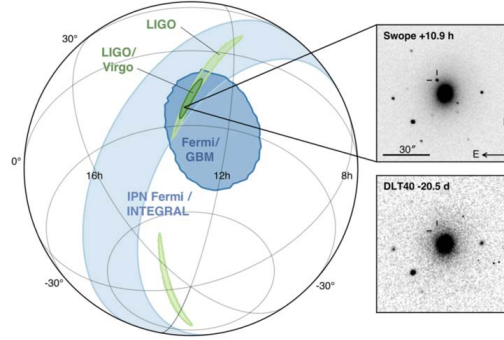 LIGO
LIGO/
Virgo
Fermi/
GBM
IPN Fermi /
INTEGRAL
30°
0°
-30°
-30°
16h
12h
8h
Swope +10.9 h
30"
E
DLT40 -20.5 d